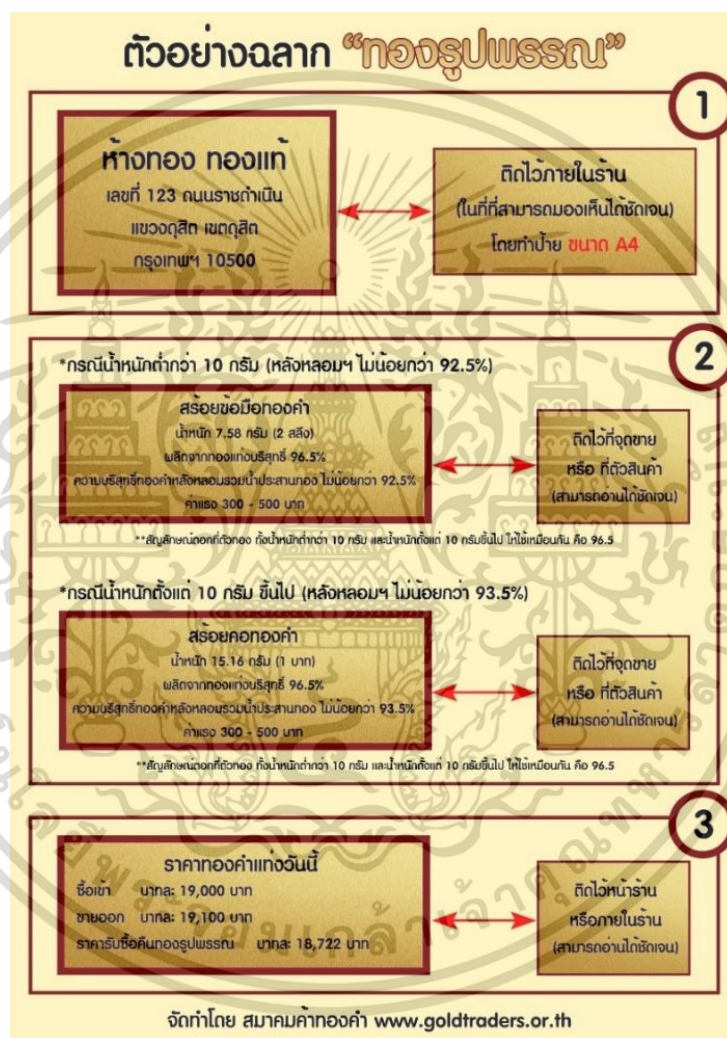 ตัวอย่างฉลาก “ทองรูปพรรณ”
1
ห้างทอง ทองแท้
เลขที่ 123 ถนนราชดำเนิน
แขวงดุสิต เขตดุสิต
กรุงเทพฯ 10500
ติดไว้ภายในร้าน
(ในที่ที่สามารถมองเห็นได้ชัดเจน)
โดยทำป้าย ขนาด A4
2
*กรณีน้ำหนักต่ำกว่า 10 กรัม (หลังหลอมฯ ไม่น้อยกว่า 92.5%)
สร้อยข้อมือทองคำ
น้ำหนัก 7.58 กรัม (2 สลึง)
ผลิตจากทองแท่งบริสุทธิ์ 96.5%
ความบริสุทธิ์ทองคำหลังหลอมรวมน้ำประสานทอง ไม่น้อยกว่า 92.5%
ค่าแรง 300 - 500 บาท
ติดไว้ที่จุดขาย
หรือ ที่ตัวสินค้า
(สามารถอ่านได้ชัดเจน)
**สัญลักษณ์ตอกที่ตัวทอง ทั้งน้ำหนักต่ำกว่า 10 กรัม และน้ำหนักตั้งแต่ 10 กรัมขึ้นไป ให้ใช้เหมือนกัน คือ 96.5
*กรณีน้ำหนักตั้งแต่ 10 กรัม ขึ้นไป (หลังหลอมฯ ไม่น้อยกว่า 93.5%)
สร้อยคอทองคำ
น้ำหนัก 15.16 กรัม (1 บาท)
ผลิตจากทองแท่งบริสุทธิ์ 96.5%
ความบริสุทธิ์ทองคำหลังหลอมรวมน้ำประสานทอง ไม่น้อยกว่า 93.5%
ค่าแรง 300 - 500 บาท
ติดไว้ที่จุดขาย
หรือ ที่ตัวสินค้า
(สามารถอ่านได้ชัดเจน)
**สัญลักษณ์ตอกที่ตัวทอง ทั้งน้ำหนักต่ำกว่า 10 กรัม และน้ำหนักตั้งแต่ 10 กรัมขึ้นไป ให้ใช้เหมือนกัน คือ 96.5
3
ราคาทองคำแท่งวันนี้
ซื้อเข้า บาทละ 19,000 บาท
ขายออก บาทละ 19,100 บาท
ราคารับซื้อคืนทองรูปพรรณ บาทละ 18,722 บาท
ติดไว้หน้าร้าน
หรือภายในร้าน
(สามารถอ่านได้ชัดเจน)
จัดทำโดย สมาคมค้าทองคำ www.goldtraders.or.th